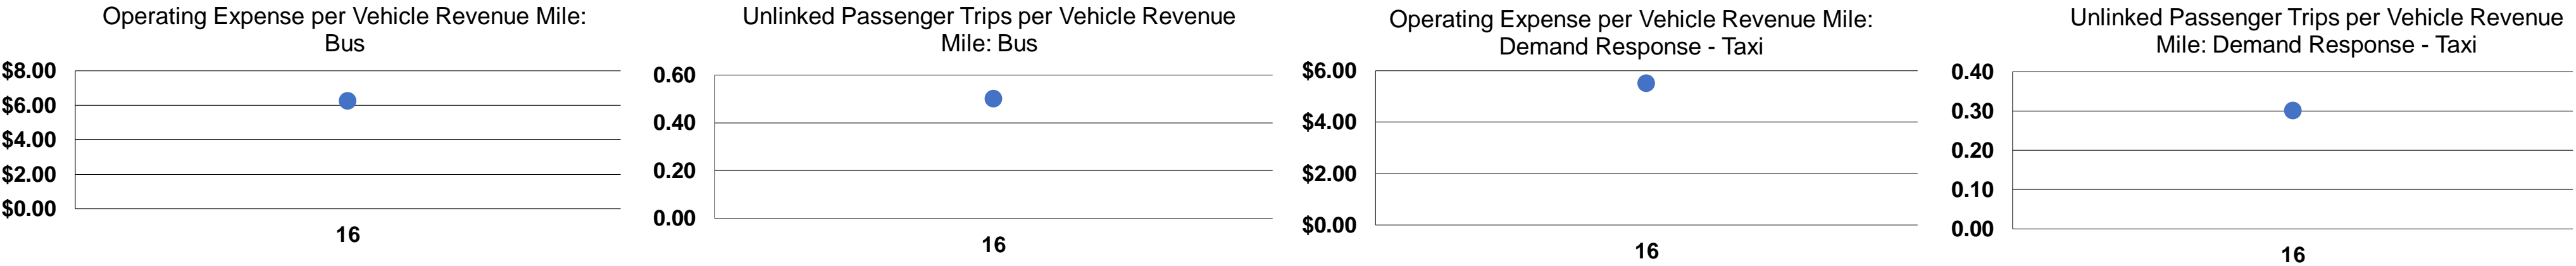 Operating Expense per Vehicle Revenue Mile:
Bus
$8.00
$6.00
$4.00
$2.00
$0.00
16
Unlinked Passenger Trips per Vehicle Revenue
Mile: Bus
0.60
0.40
0.20
0.00
16
Operating Expense per Vehicle Revenue Mile:
Demand Response - Taxi
$6.00
$4.00
$2.00
$0.00
16
Unlinked Passenger Trips per Vehicle Revenue
Mile: Demand Response - Taxi
0.40
0.30
0.20
0.10
0.00
16